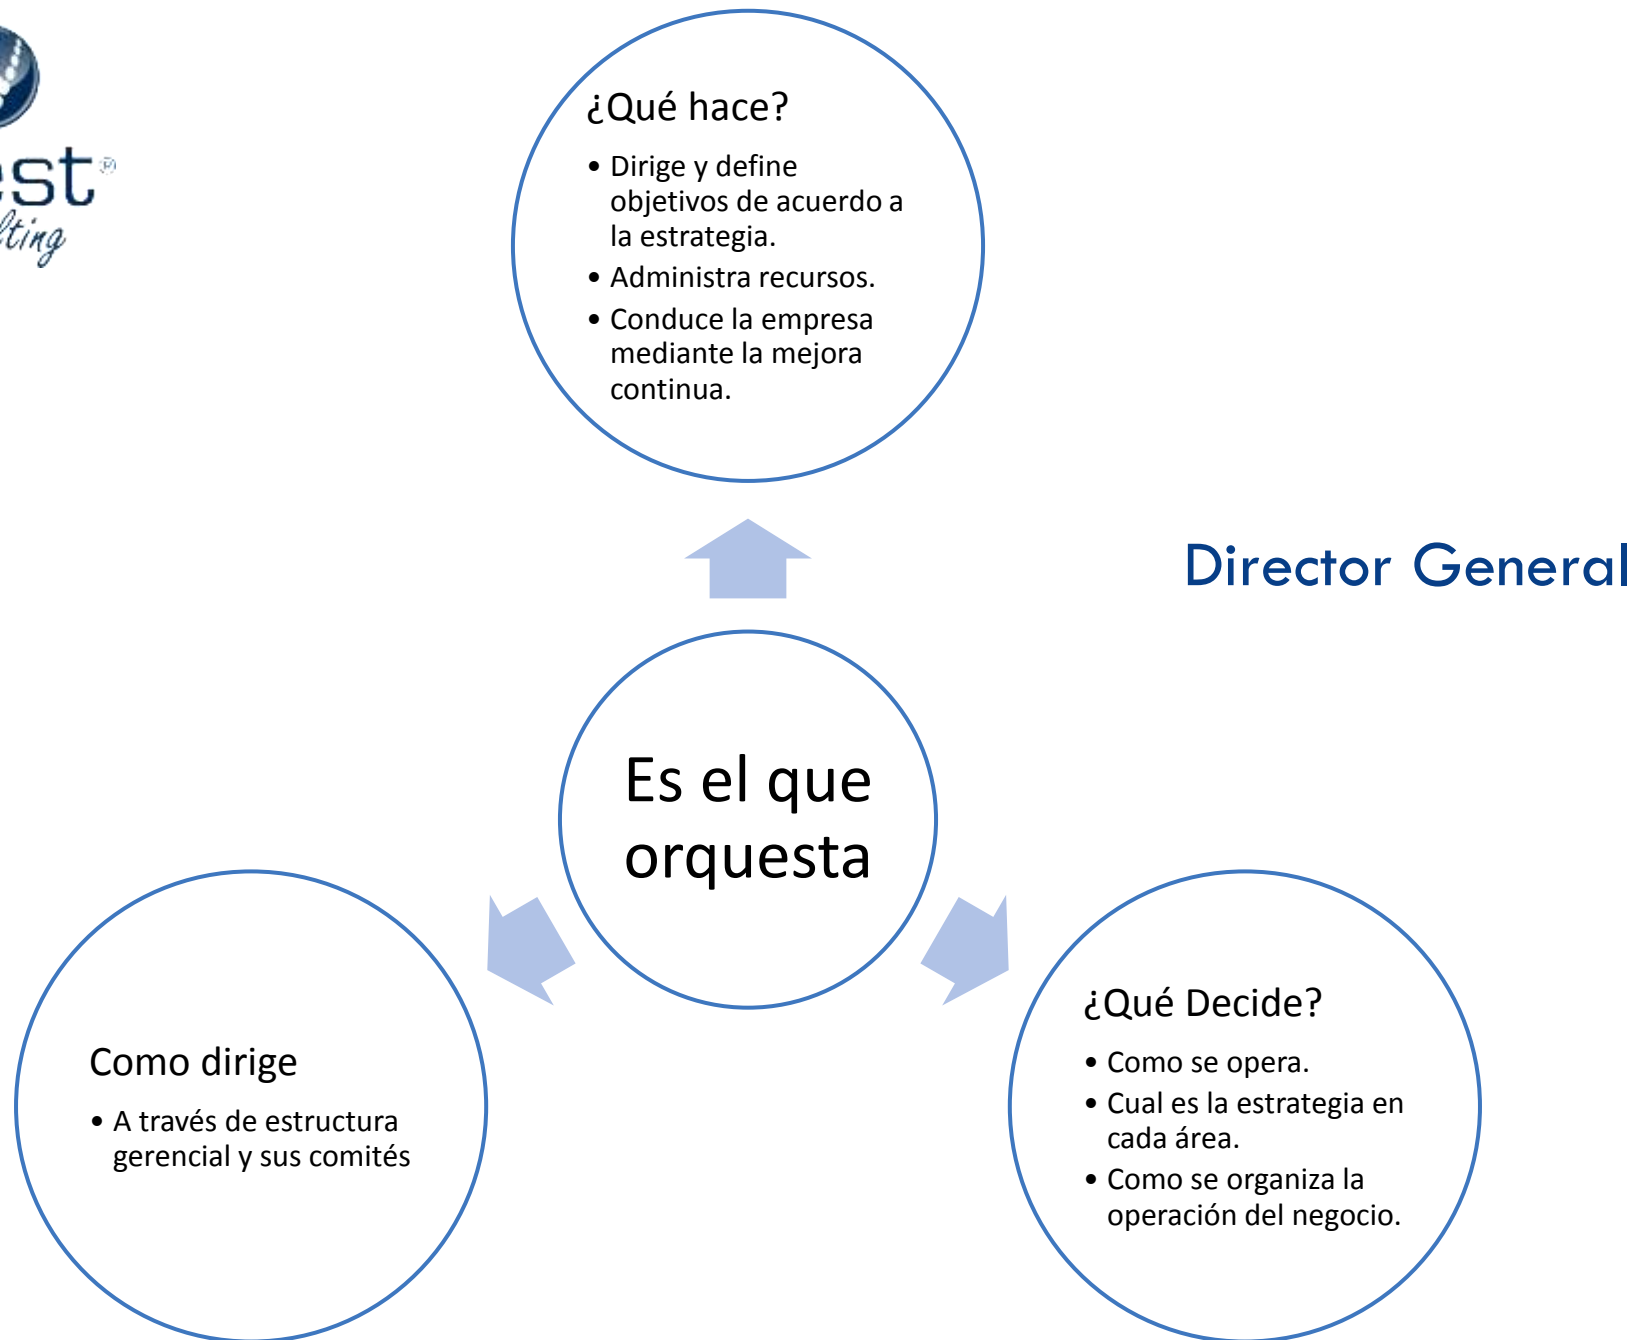 ¿Qué hace?
• Dirige y define
objetivos de acuerdo a
la estrategia.
• Administra recursos.
• Conduce la empresa
mediante la mejora
continua.
Director General
Es el que
orquesta
Como dirige
• A través de estructura
gerencial y sus comités
¿Qué Decide?
• Como se opera.
• Cual es la estrategia en
cada área.
• Como se organiza la
operación del negocio.